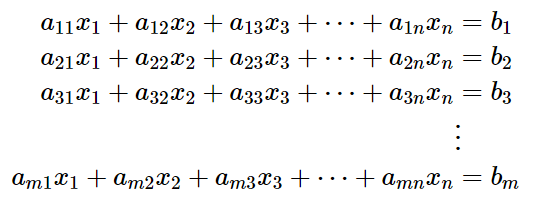 a₁₁x₁ + a₁₂x₂ + a₁₃x₃ + ⋯ + a₁ₙxₙ = b₁
a₂₁x₁ + a₂₂x₂ + a₂₃x₃ + ⋯ + a₂ₙxₙ = b₂
a₃₁x₁ + a₃₂x₂ + a₃₃x₃ + ⋯ + a₃ₙxₙ = b₃
⋮
aₘ₁x₁ + aₘ₂x₂ + aₘ₃x₃ + ⋯ + aₘₙxₙ = bₘ